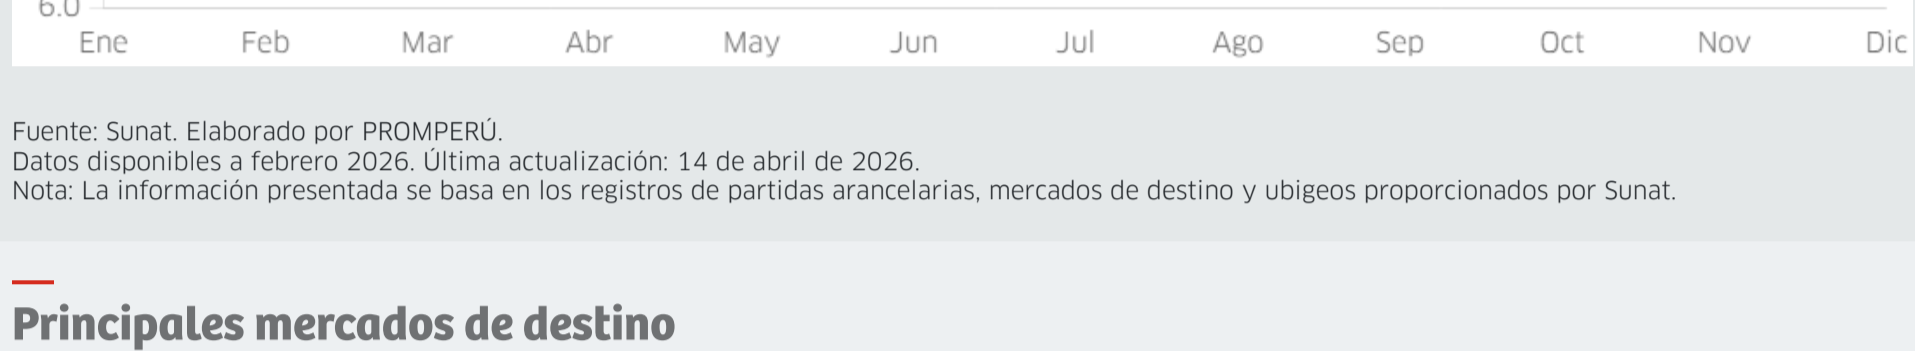 6.0
Ene Feb Mar Abr May Jun Jul Ago Sep Oct Nov Dic
Fuente: Sunat. Elaborado por PROMPERÚ.
Datos disponibles a febrero 2026. Última actualización: 14 de abril de 2026.
Nota: La información presentada se basa en los registros de partidas arancelarias, mercados de destino y ubigeos proporcionados por Sunat.
Principales mercados de destino